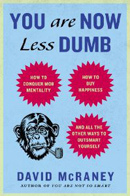 YOU are NOW
Less DUMB
HOW TO
CONQUER MOB
MENTALITY
HOW TO
BUY
HAPPINESS
AND ALL THE
OTHER WAYS TO
OUTSMART
YOURSELF
DAVID McRANEY
AUTHOR OF YOU ARE NOT SO SMART